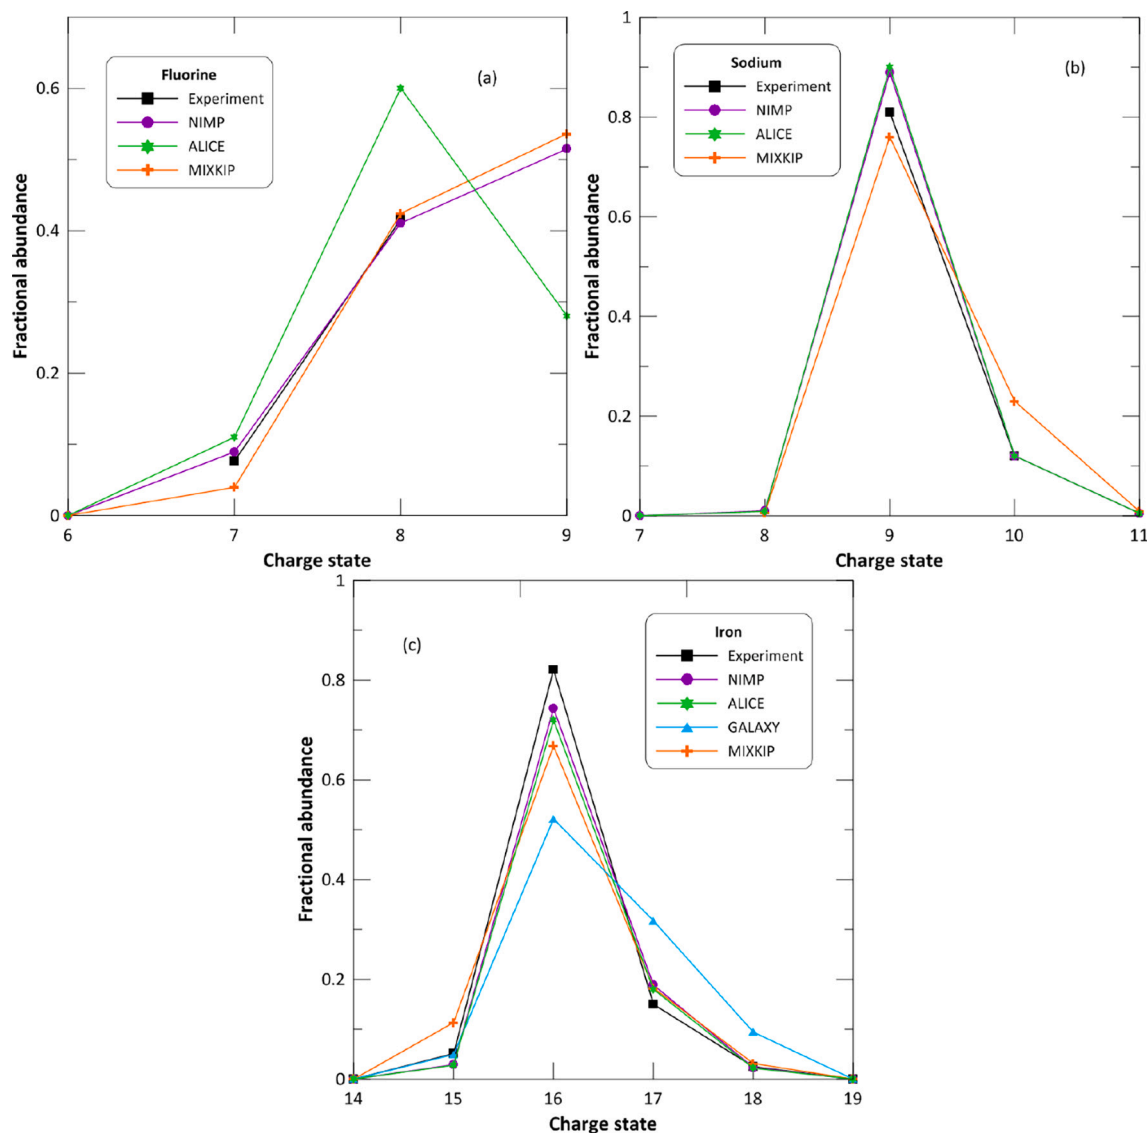 Fluorine
Experiment
NIMP
ALICE
MIXKIP
(a)
0.6
0.4
0.2
0
Fractional abundance
6 7 8 9
Charge state
Sodium
Experiment
NIMP
ALICE
MIXKIP
(b)
1
0.8
0.6
0.4
0.2
0
Fractional abundance
7 8 9 10 11
Charge state
Iron
Experiment
NIMP
ALICE
GALAXY
MIXKIP
(c)
1
0.8
0.6
0.4
0.2
0
Fractional abundance
14 15 16 17 18 19
Charge state